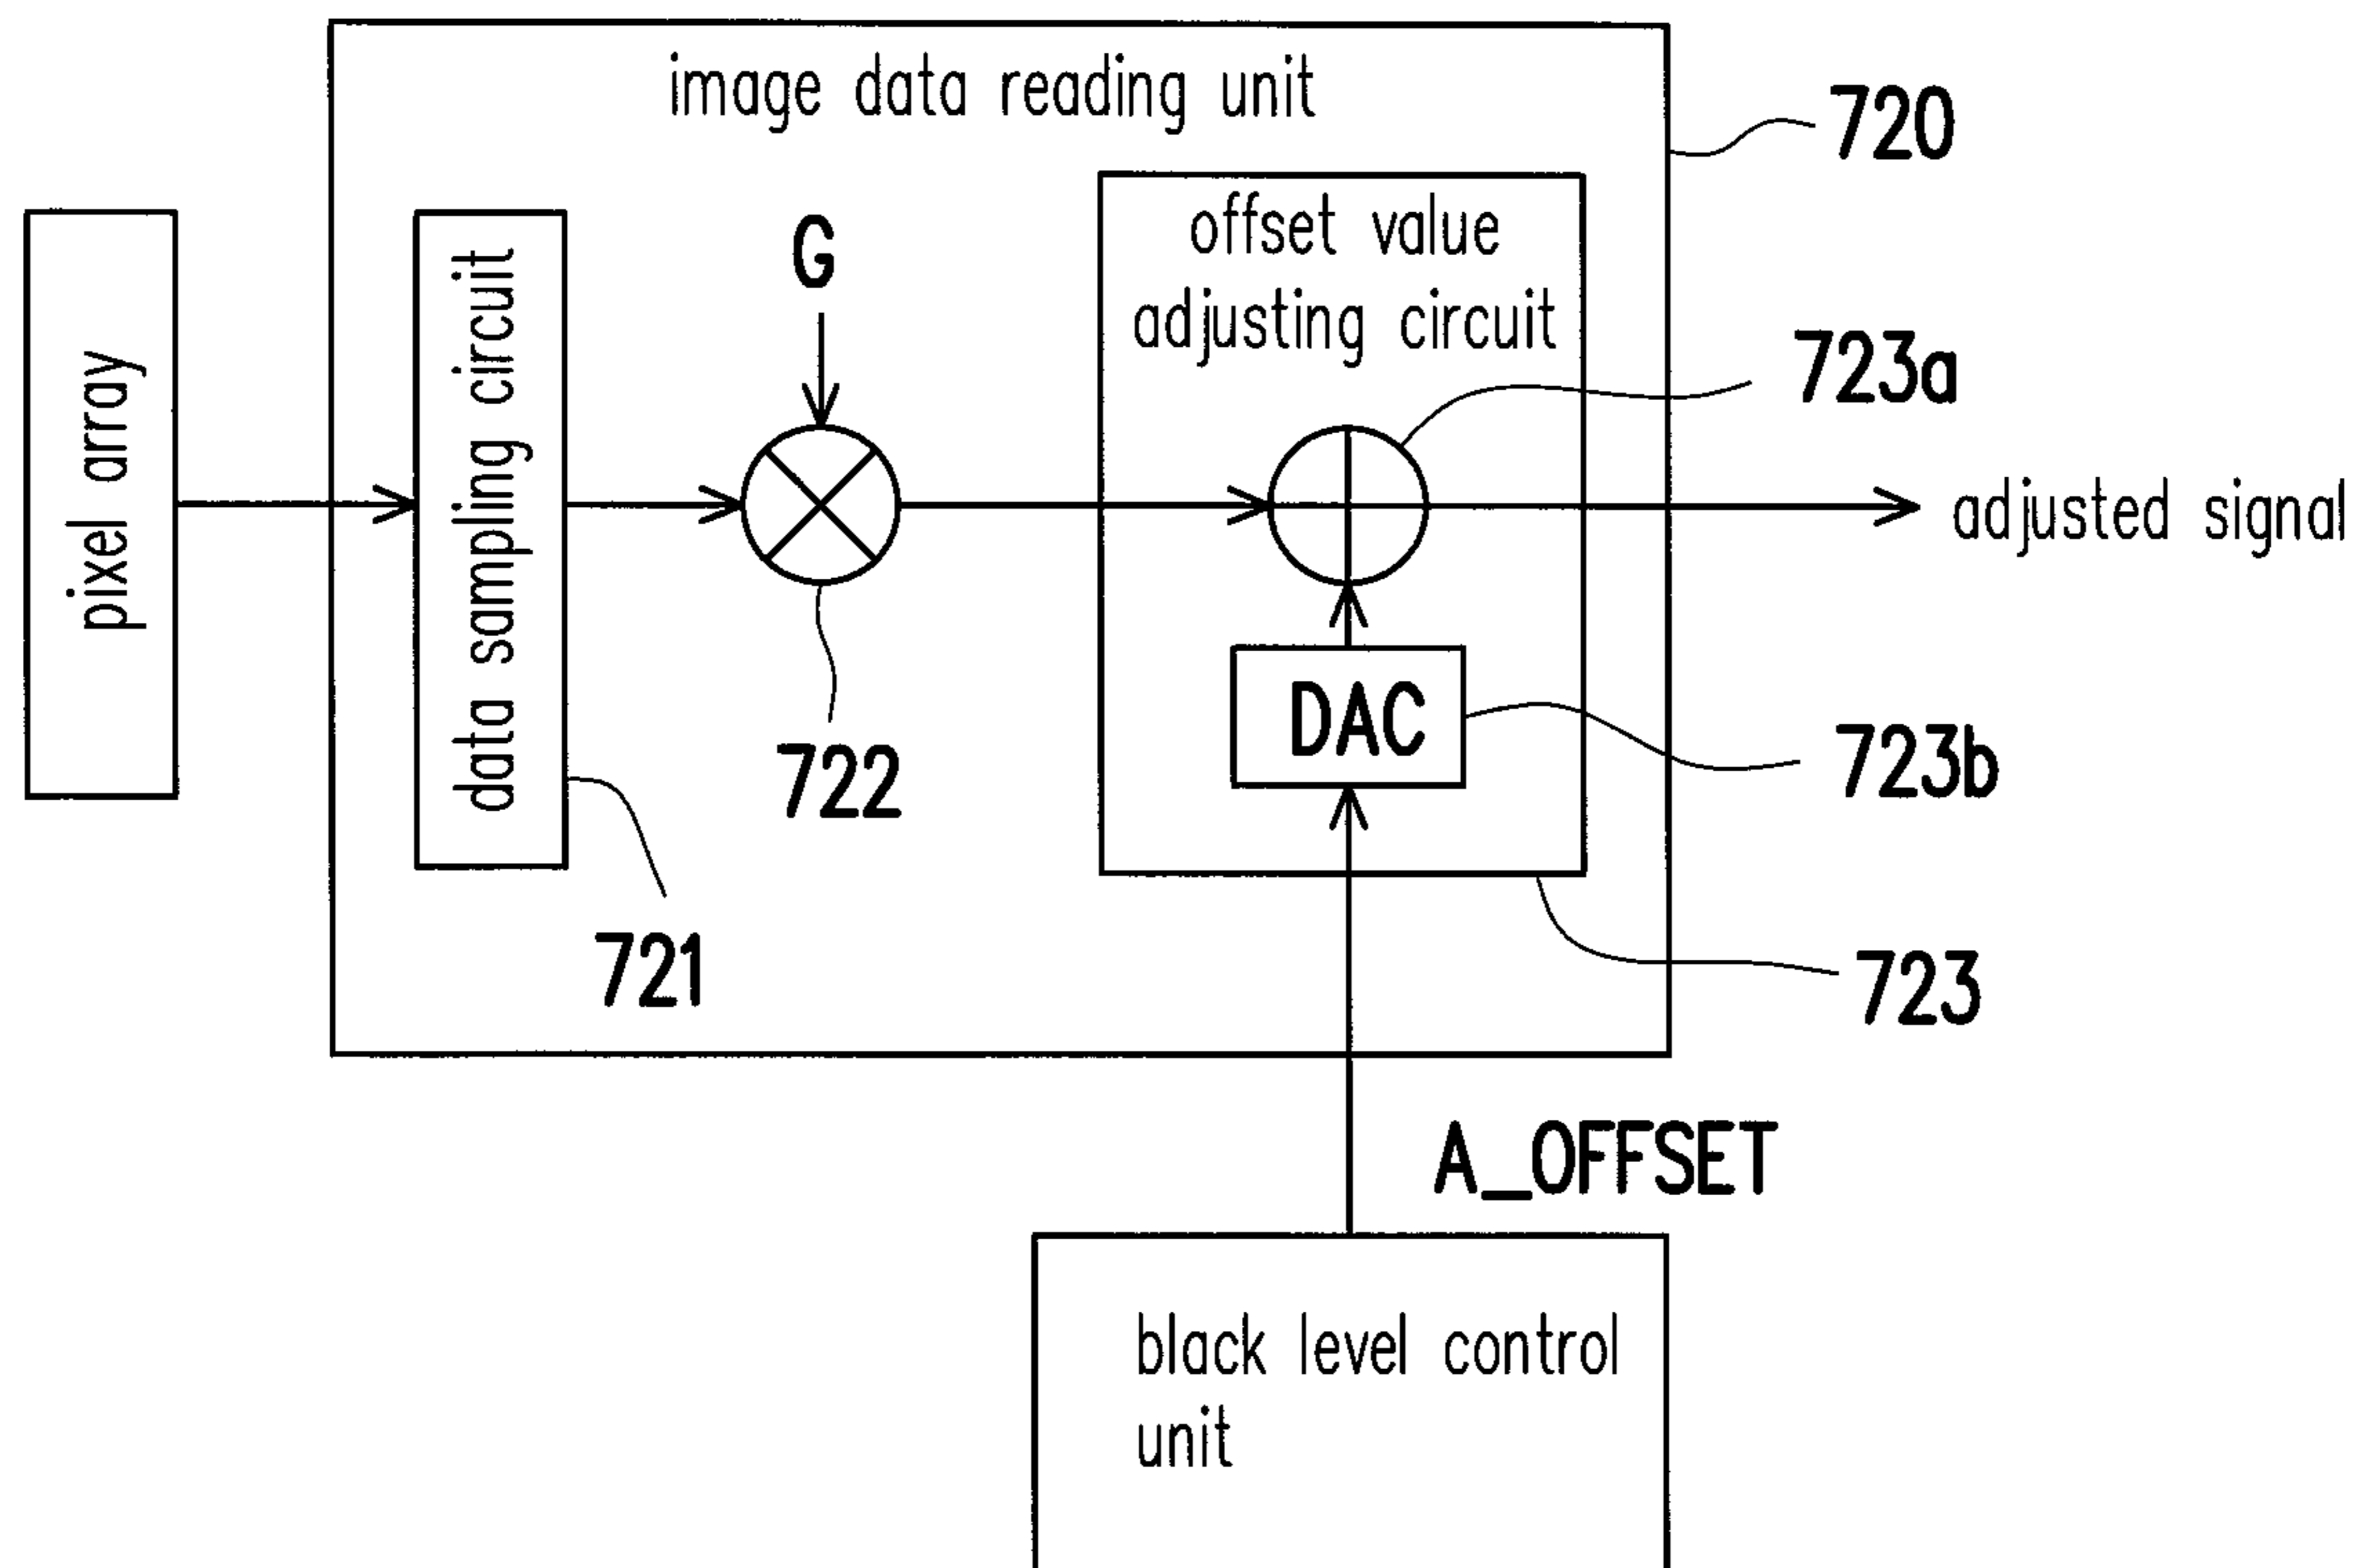 image data reading unit
720
offset value
adjusting circuit
G
723a
pixel array
data sampling circuit
adjusted signal
DAC
722
723b
721
723
A_OFFSET
black level control
unit